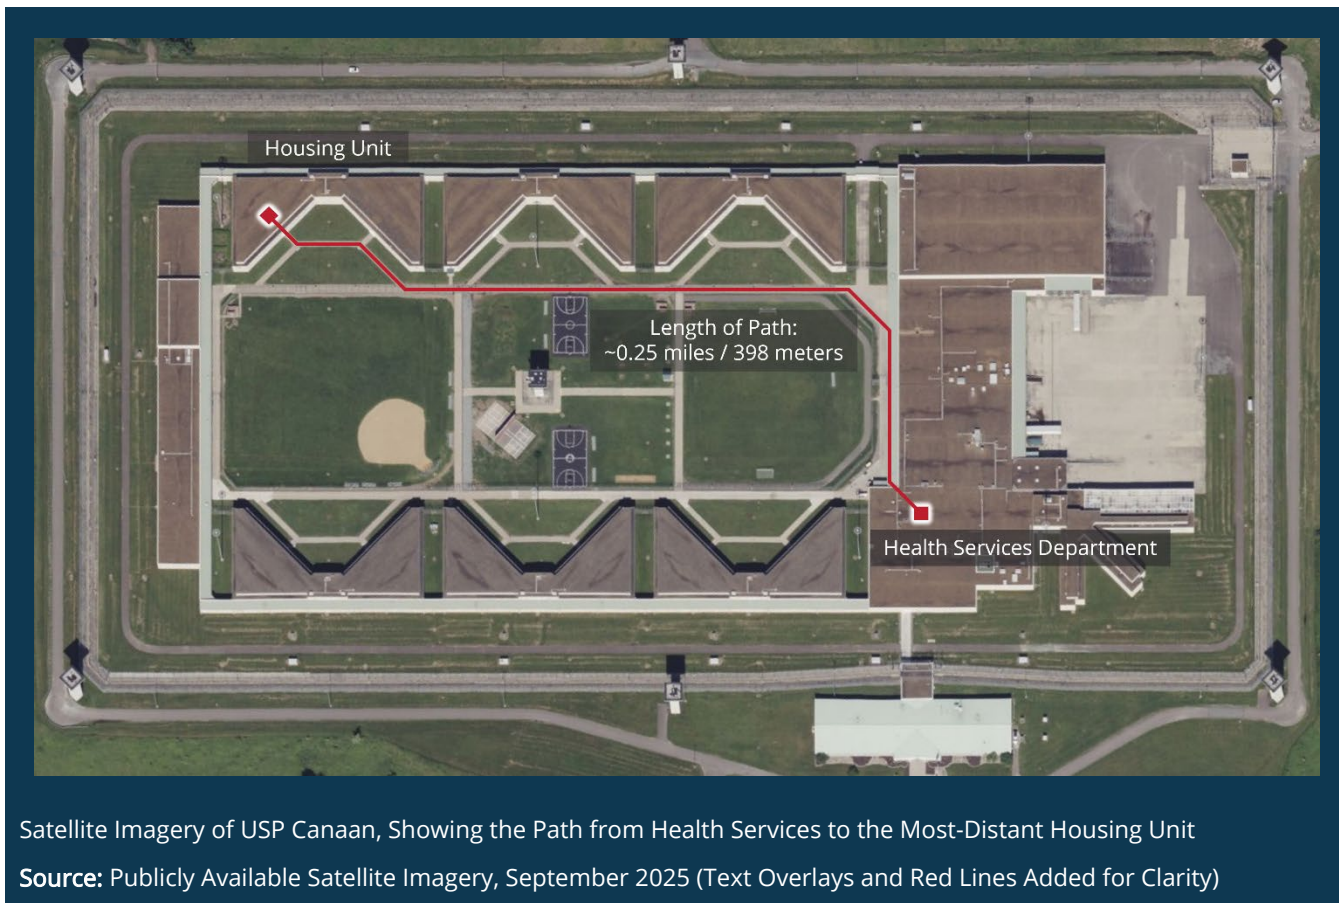 Housing Unit
Length of Path:
~0.25 miles / 398 meters
Health Services Department
Satellite Imagery of USP Canaan, Showing the Path from Health Services to the Most-Distant Housing Unit
Source: Publicly Available Satellite Imagery, September 2025 (Text Overlays and Red Lines Added for Clarity)